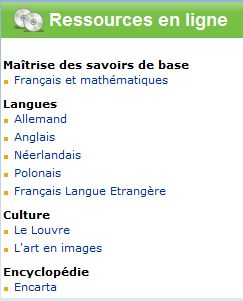 Ressources en ligne
Maîtrise des savoirs de base
Français et mathématiques
Langues
Allemand
Anglais
Néerlandais
Polonais
Français Langue Etrangère
Culture
Le Louvre
L'art en images
Encyclopédie
Encarta